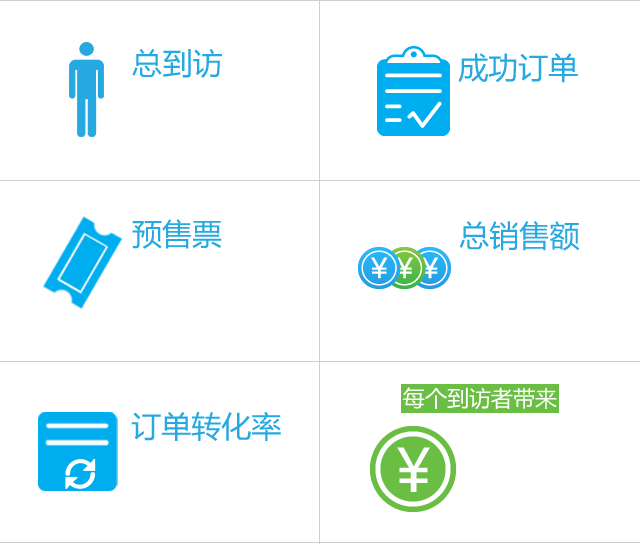 总到访
成功订单
预售票
总销售额
¥ ¥ ¥
订单转化率
每个到访者带来
¥